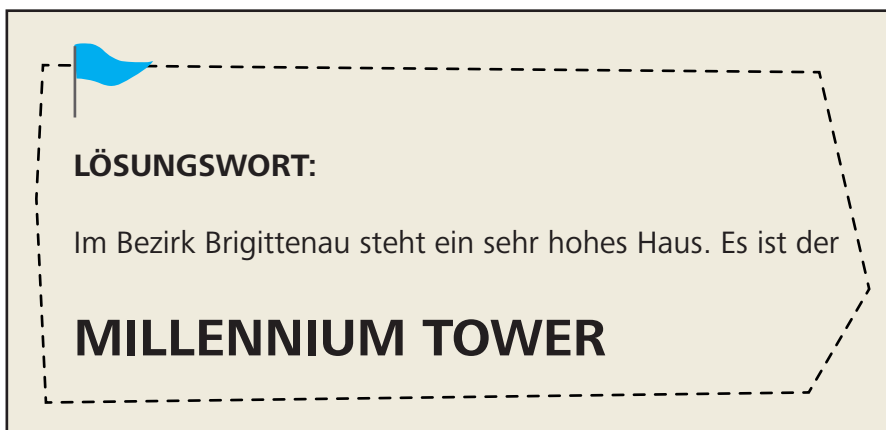 LÖSUNGSWORT:
Im Bezirk Brigittenau steht ein sehr hohes Haus. Es ist der
MILLENNIUM TOWER